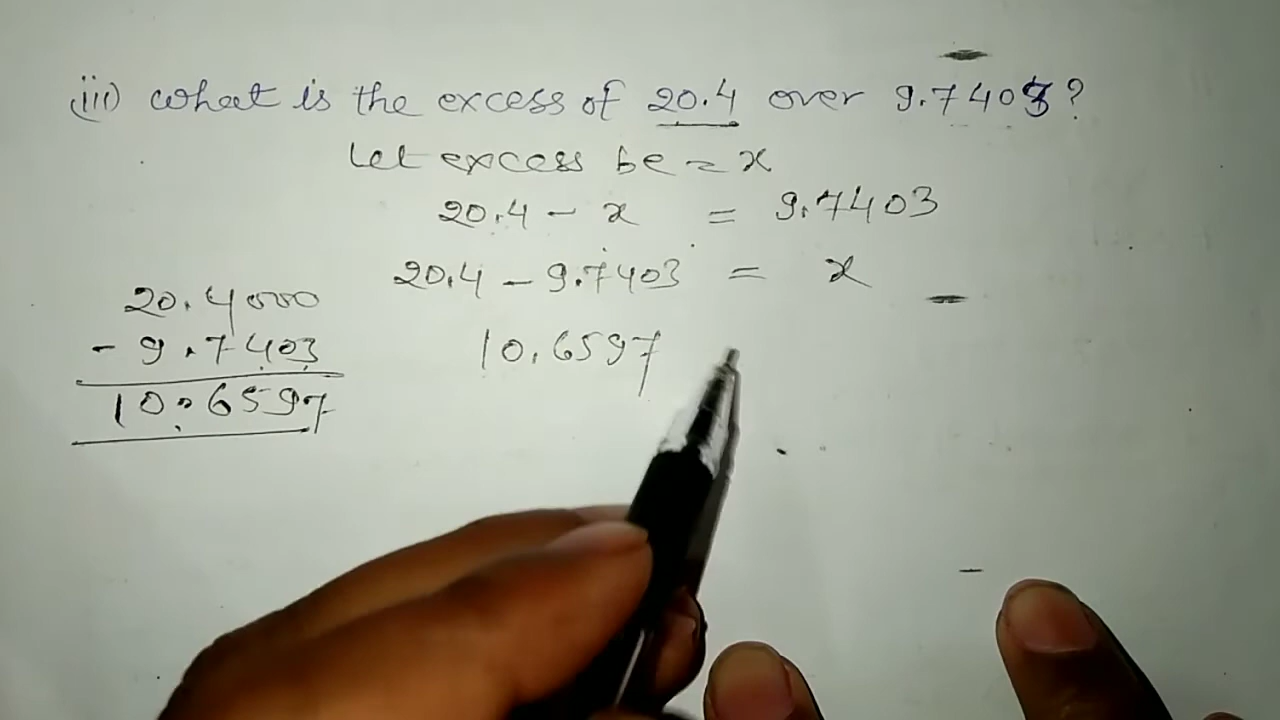 (iii) What is the excess of 20.4 over 9.7403?
Let excess be = x
20.4 - x = 9.7403
20.4 - 9.7403 = x
10.6597
20.4000
- 9.7403
10.6597